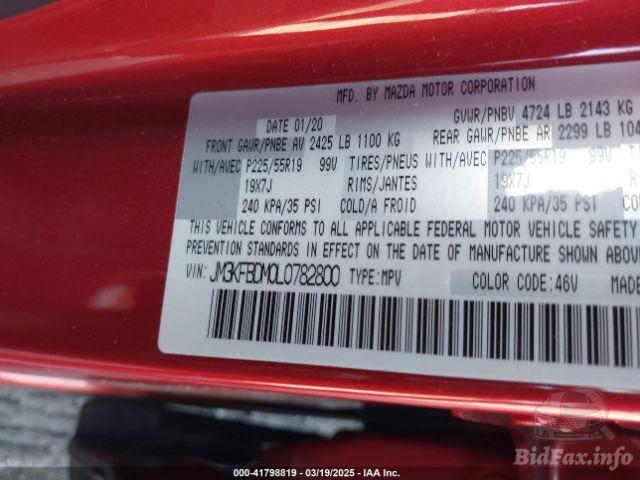 MFD. BY MAZDA MOTOR CORPORATION
DATE 01/20 GVWR/PNBV 4724 LB 2143 KG
FRONT GAWR/PNBE AV 2425 LB 1100 KG REAR GAWR/PNBE AR 2299 LB 104
WITH/AVEC P225/55R19 99V TIRES/PNEUS WITH/AVEC P225/55R19 99V
19X7J RIMS/JANTES 19X7J
240 KPA/35 PSI COLD/A FROID 240 KPA/35 PSI
THIS VEHICLE CONFORMS TO ALL APPLICABLE FEDERAL MOTOR VEHICLE SAFETY
PREVENTION STANDARDS IN EFFECT ON THE DATE OF MANUFACTURE SHOWN ABOVE
VIN: JM3KFBDM0L0782800 TYPE:MPV COLOR CODE:46V MADE
BidFax.info
000-41798819 • 03/19/2025 • IAA Inc.